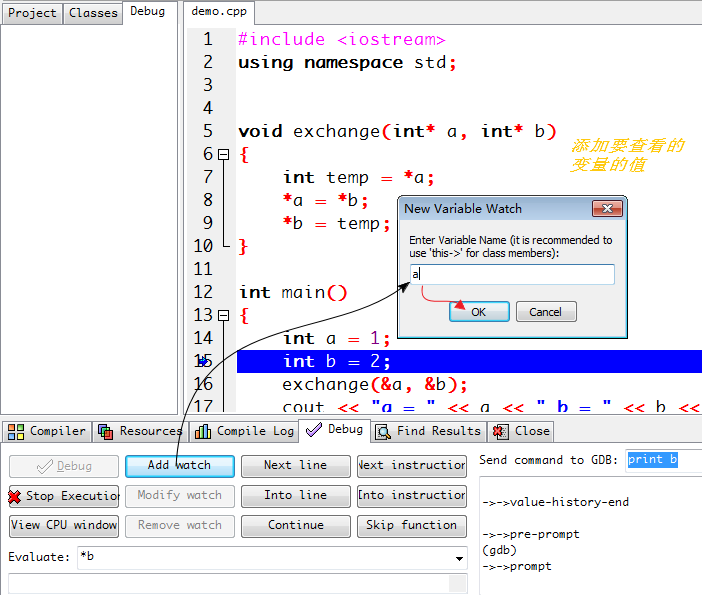 Project Classes Debug
demo.cpp
1 #include <iostream>
2 using namespace std;
3
4
5 void exchange(int* a, int* b)
6 {
7 int temp = *a;
8 *a = *b;
9 *b = temp;
10 }
11
12 int main()
13 {
14 int a = 1;
15 int b = 2;
16 exchange(&a, &b);
17 cout << "a = " << a << " b = " << b <<
添加要查看的
变量的值
New Variable Watch
Enter Variable Name (it is recommended to
use 'this->' for class members):
a
OK Cancel
Compiler Resources Compile Log Debug Find Results Close
Debug Add watch Next line Next instruction
Stop Execution Modify watch Into line Into instruction
View CPU window Remove watch Continue Skip function
Evaluate: *b
Send command to GDB: print b
->->value-history-end
->->pre-prompt
(gdb)
->->prompt